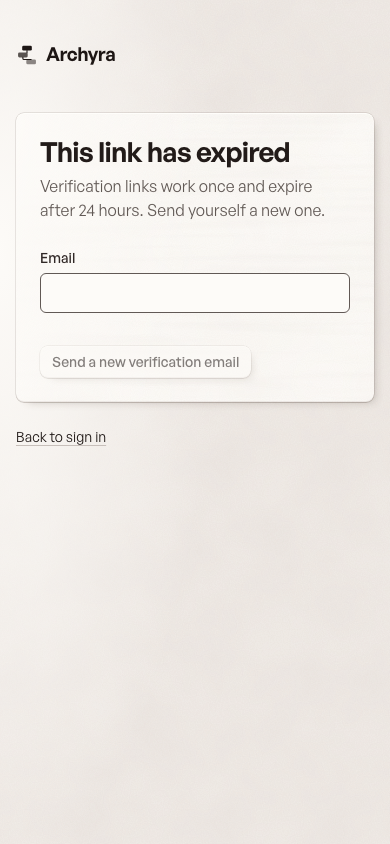 Archyra
This link has expired
Verification links work once and expire
after 24 hours. Send yourself a new one.
Email
Send a new verification email
Back to sign in